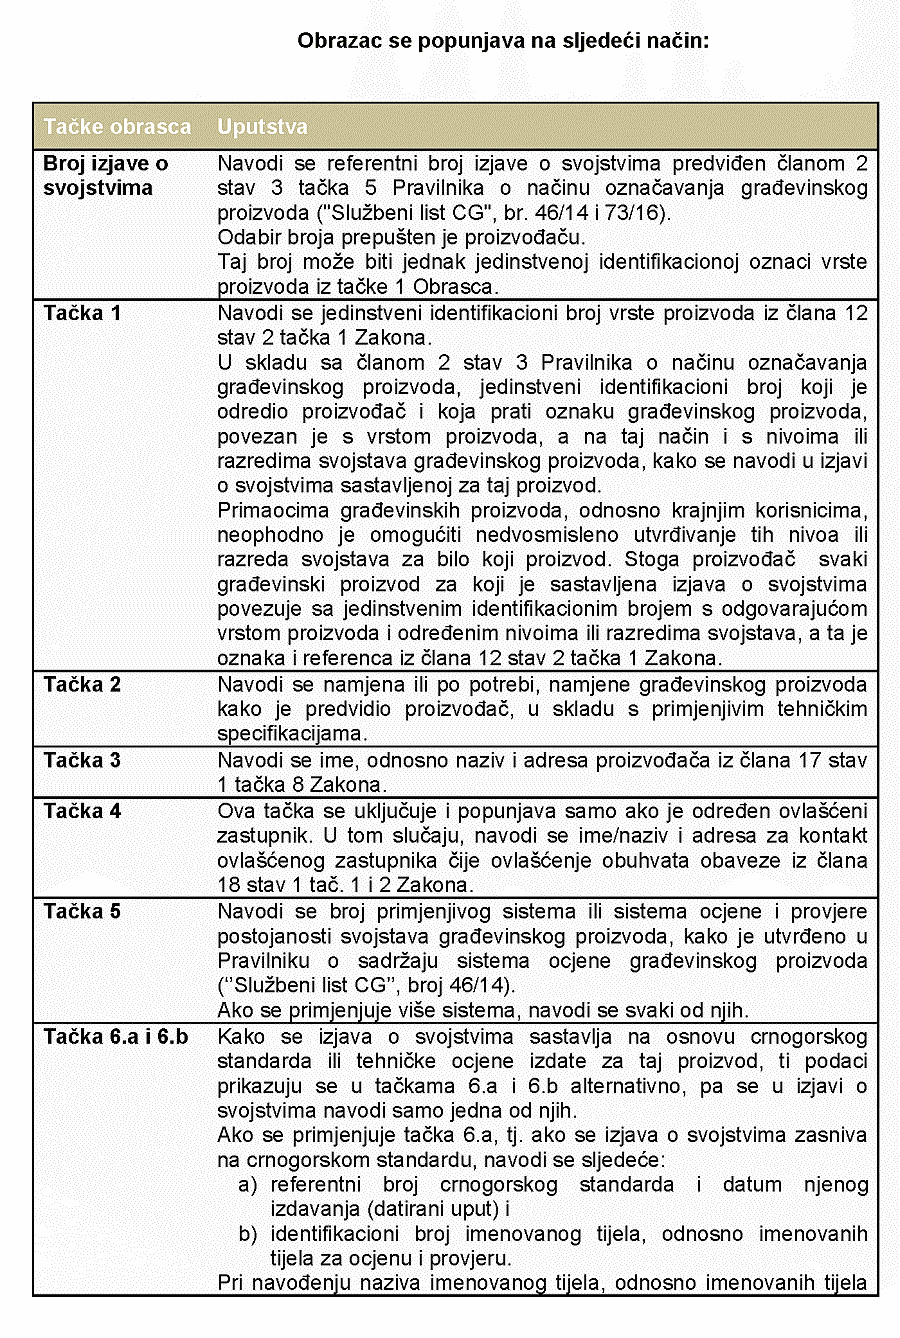 Obrazac se popunjava na sljedeći način:
Tačke obrasca Uputstva
Broj izjave o svojstvima
Navodi se referentni broj izjave o svojstvima predviđen članom 2
stav 3 tačka 5 Pravilnika o načinu označavanja građevinskog
proizvoda ("Službeni list CG", br. 46/14 i 73/16).
Odabir broja prepušten je proizvođaču.
Taj broj može biti jednak jedinstvenoj identifikacionoj oznaci vrste
proizvoda iz tačke 1 Obrasca.
Tačka 1
Navodi se jedinstveni identifikacioni broj vrste proizvoda iz člana 12
stav 2 tačka 1 Zakona.
U skladu sa članom 2 stav 3 Pravilnika o načinu označavanja
građevinskog proizvoda, jedinstveni identifikacioni broj koji je
odredio proizvođač i koja prati oznaku građevinskog proizvoda,
povezan je s vrstom proizvoda, a na taj način i s nivoima ili
razredima svojstava građevinskog proizvoda, kako se navodi u izjavi
o svojstvima sastavljenoj za taj proizvod.
Primaocima građevinskih proizvoda, odnosno krajnjim korisnicima,
neophodno je omogućiti nedvosmisleno utvrđivanje tih nivoa ili
razreda svojstava za bilo koji proizvod. Stoga proizvođač svaki
građevinski proizvod za koji je sastavljena izjava o svojstvima
povezuje sa jedinstvenim identifikacionim brojem s odgovarajućom
vrstom proizvoda i određenim nivoima ili razredima svojstava, a ta je
oznaka i referenca iz člana 12 stav 2 tačka 1 Zakona.
Tačka 2
Navodi se namjena ili po potrebi, namjene građevinskog proizvoda
kako je predvidio proizvođač, u skladu s primjenjivim tehničkim
specifikacijama.
Tačka 3
Navodi se ime, odnosno naziv i adresa proizvođača iz člana 17 stav
1 tačka 8 Zakona.
Tačka 4
Ova tačka se uključuje i popunjava samo ako je određen ovlašćeni
zastupnik. U tom slučaju, navodi se ime/naziv i adresa za kontakt
ovlašćenog zastupnika čije ovlašćenje obuhvata obaveze iz člana
18 stav 1 tač. 1 i 2 Zakona.
Tačka 5
Navodi se broj primjenjivog sistema ili sistema ocjene i provjere
postojanosti svojstava građevinskog proizvoda, kako je utvrđeno u
Pravilniku o sadržaju sistema ocjene građevinskog proizvoda
(‘‘Službeni list CG’’, broj 46/14).
Ako se primjenjuje više sistema, navodi se svaki od njih.
Tačka 6.a i 6.b
Kako se izjava o svojstvima sastavlja na osnovu crnogorskog
standarda ili tehničke ocjene izdate za taj proizvod, ti podaci
prikazuju se u tačkama 6.a i 6.b alternativno, pa se u izjavi o
svojstvima navodi samo jedna od njih.
Ako se primjenjuje tačka 6.a, tj. ako se izjava o svojstvima zasniva
na crnogorskom standardu, navodi se sljedeće:
a) referentni broj crnogorskog standarda i datum njenog
izdavanja (datirani uput) i
b) identifikacioni broj imenovanog tijela, odnosno imenovanih
tijela za ocjenu i provjeru.
Pri navođenju naziva imenovanog tijela, odnosno imenovanih tijela